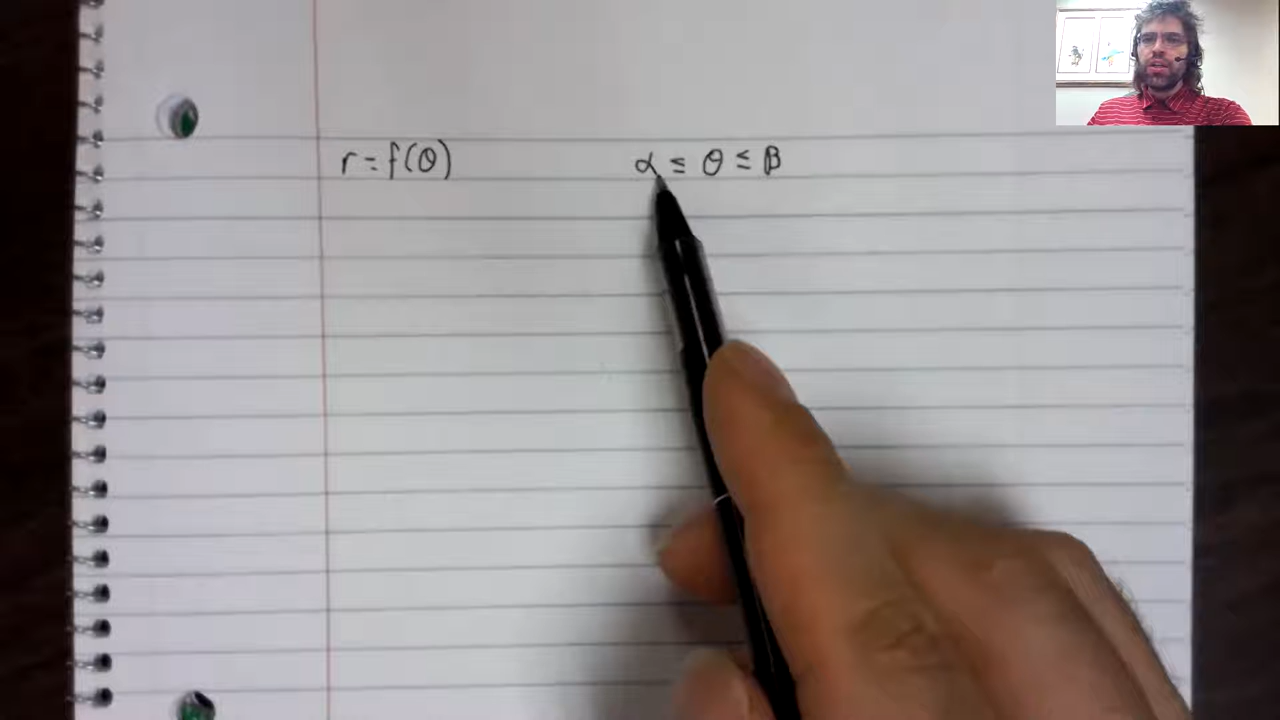 r = f(θ) α ≤ θ ≤ β